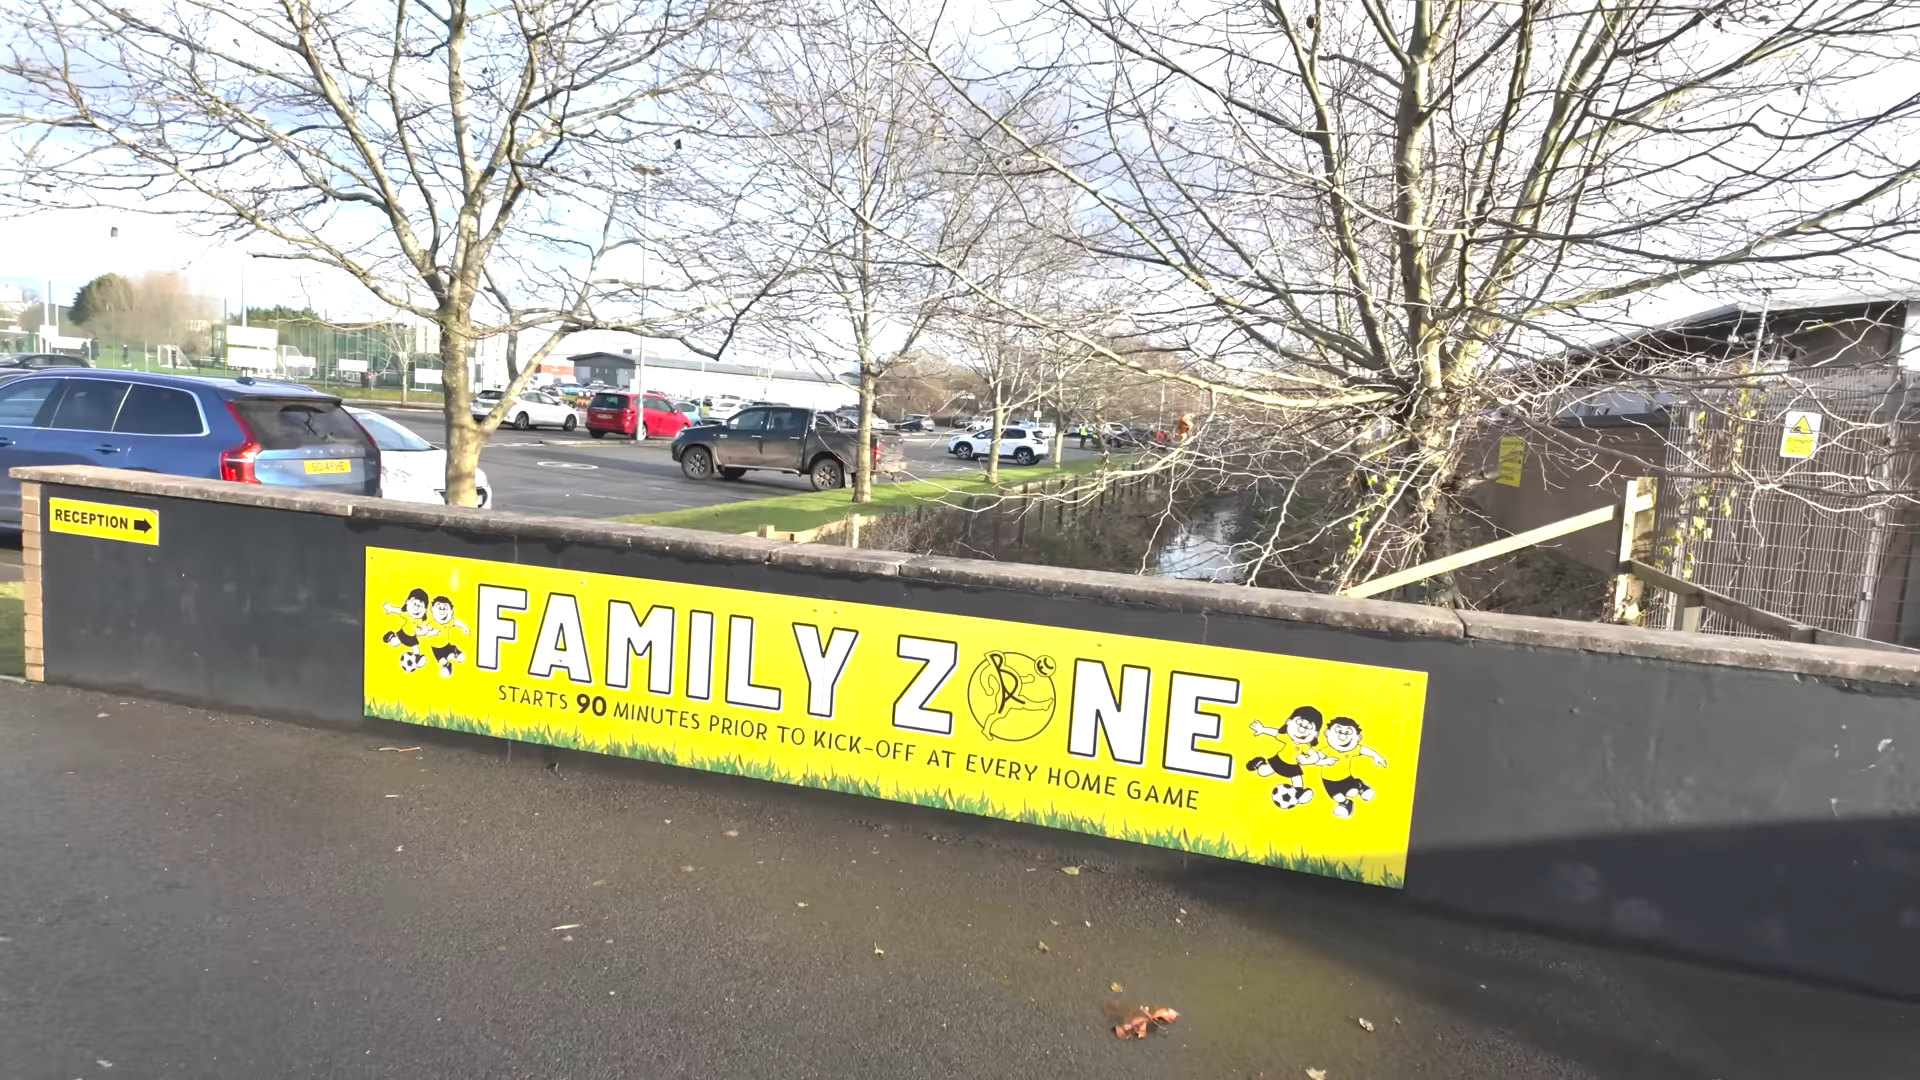 RECEPTION
FAMILY ZONE
STARTS 90 MINUTES PRIOR TO KICK-OFF AT EVERY HOME GAME